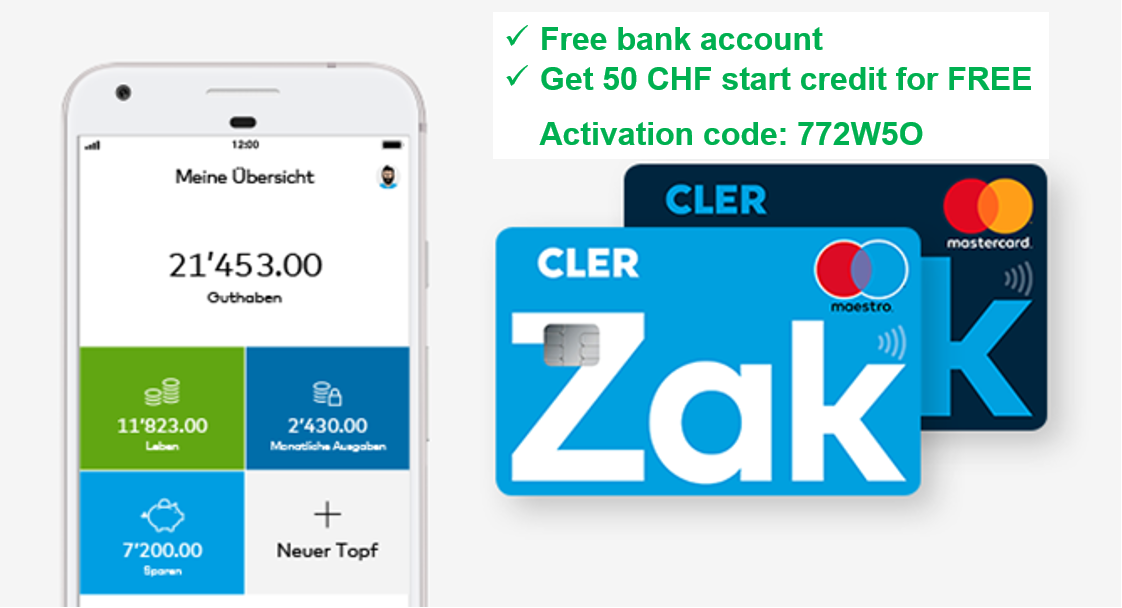 ✓ Free bank account
✓ Get 50 CHF start credit for FREE
Activation code: 772W5O
12:00
Meine Übersicht
21'453.00
Guthaben
11'823.00
Leben
2'430.00
Monatliche Ausgaben
7'200.00
Sparen
Neuer Topf
CLER
mastercard.
k
CLER
maestro.
Zak